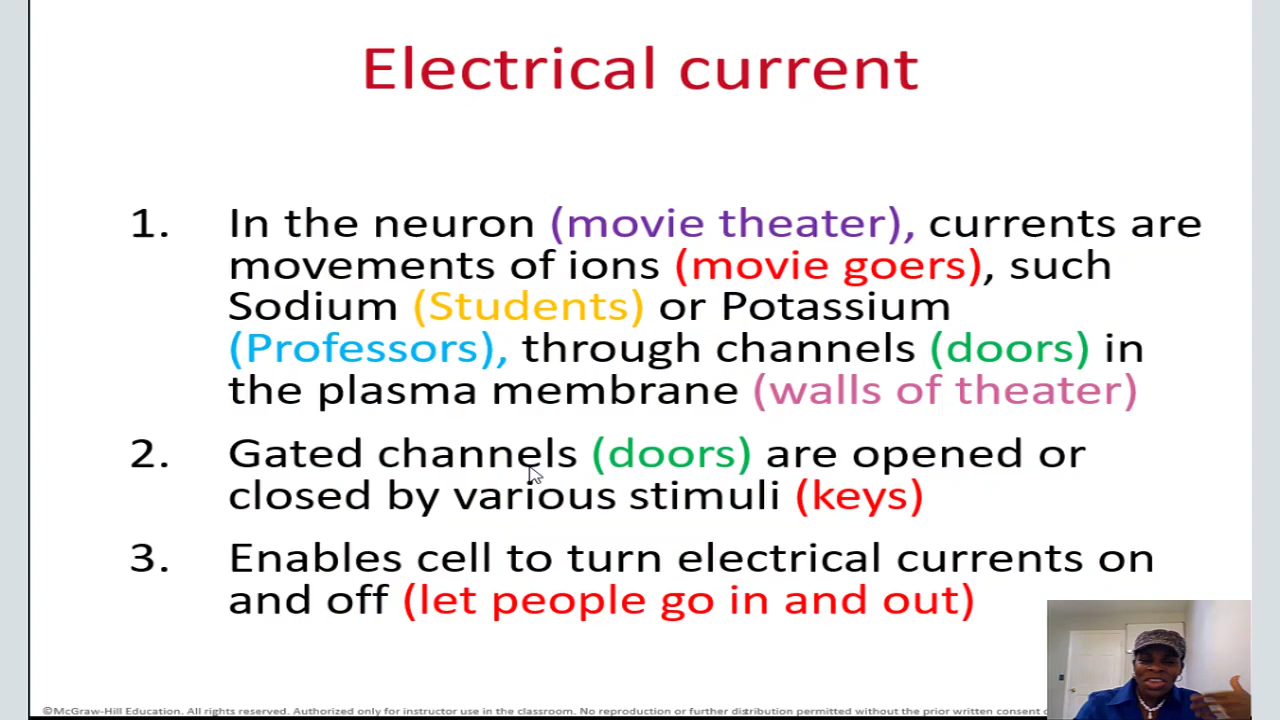 Electrical current
1. In the neuron (movie theater), currents are
movements of ions (movie goers), such
Sodium (Students) or Potassium
(Professors), through channels (doors) in
the plasma membrane (walls of theater)
2. Gated channels (doors) are opened or
closed by various stimuli (keys)
3. Enables cell to turn electrical currents on
and off (let people go in and out)
©McGraw-Hill Education. All rights reserved. Authorized only for instructor use in the classroom. No reproduction or further distribution permitted without the prior written consent